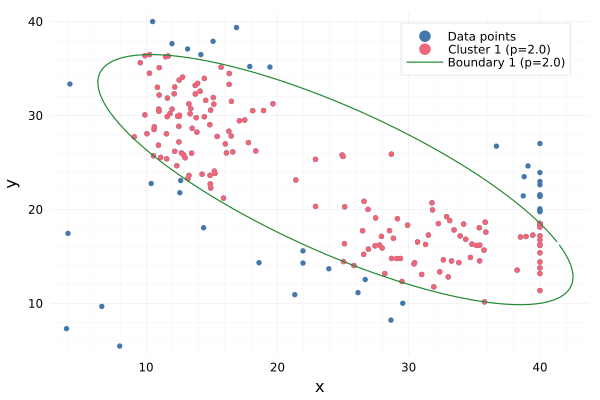 Data points
Cluster 1 (p=2.0)
Boundary 1 (p=2.0)
40
30
20
10
y
10 20 30 40
x